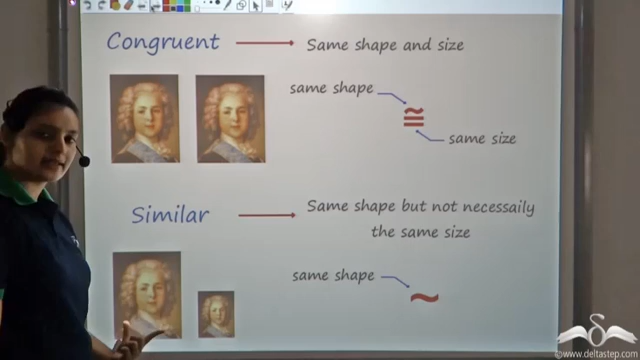 Congruent
Same shape and size
same shape
≅
same size
Similar
Same shape but not necessaily
the same size
same shape
~
©www.deltastep.com